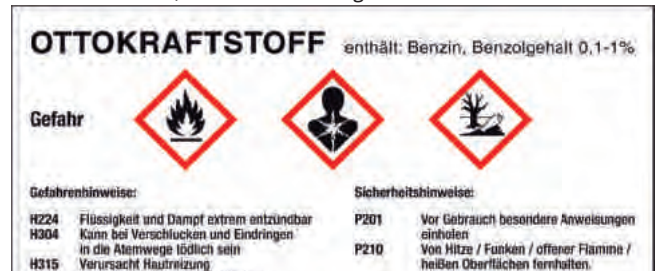 OTTOKRAFTSTOFF enthält: Benzin, Benzolgehalt 0,1-1%
Gefahr
Gefahrenhinweise:
H224 Flüssigkeit und Dampf extrem entzündbar
H304 Kann bei Verschlucken und Eindringen
in die Atemwege tödlich sein
H315 Verursacht Hautreizung
Sicherheitshinweise:
P201 Vor Gebrauch besondere Anweisungen
einholen
P210 Von Hitze / Funken / offener Flamme /
heißen Oberflächen fernhalten.